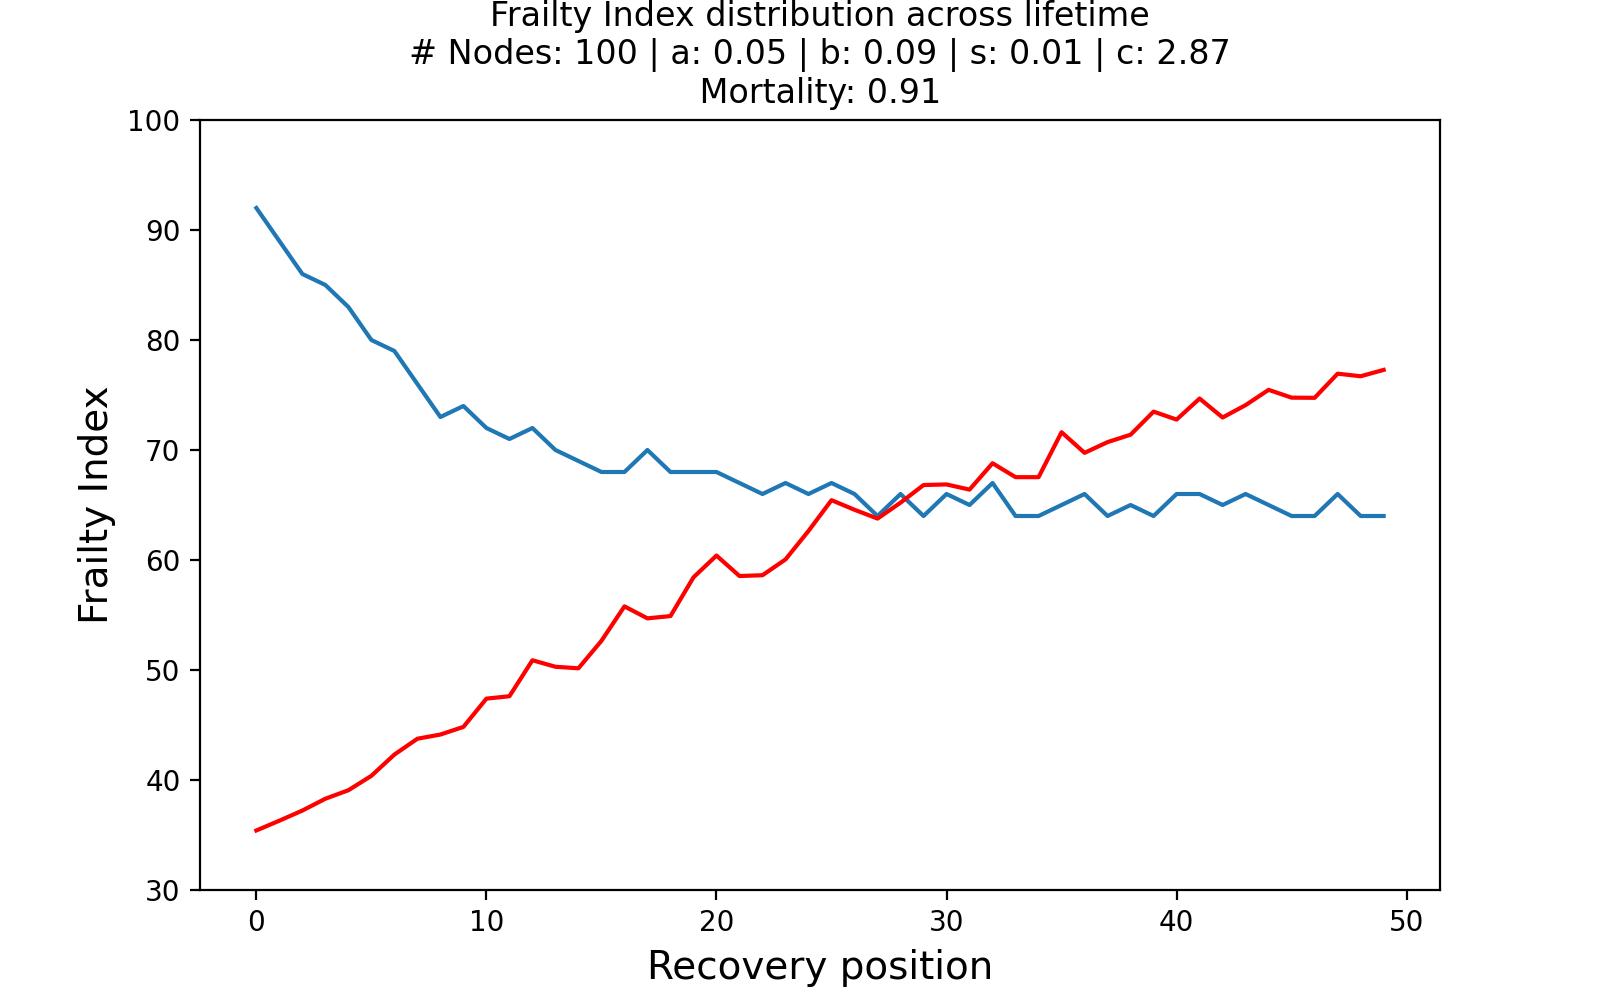 Frailty Index distribution across lifetime
# Nodes: 100 | a: 0.05 | b: 0.09 | s: 0.01 | c: 2.87
Mortality: 0.91
100
90
80
70
60
50
40
30
Frailty Index
0 10 20 30 40 50
Recovery position